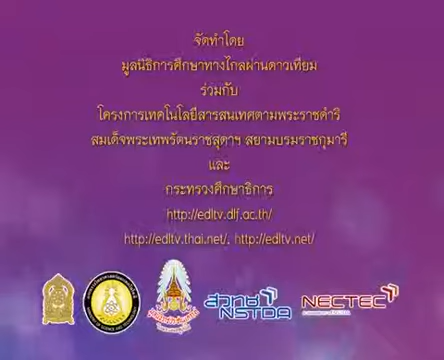 จัดทำโดย
มูลนิธิการศึกษาทางไกลผ่านดาวเทียม
ร่วมกับ
โครงการเทคโนโลยีสารสนเทศตามพระราชดำริ
สมเด็จพระเทพรัตนราชสุดาฯ สยามบรมราชกุมารี
และ
กระทรวงศึกษาธิการ
http://edltv.dlf.ac.th/
http://edltv.thai.net/, http://edltv.net/
สวทช NECTEC
NSTDA